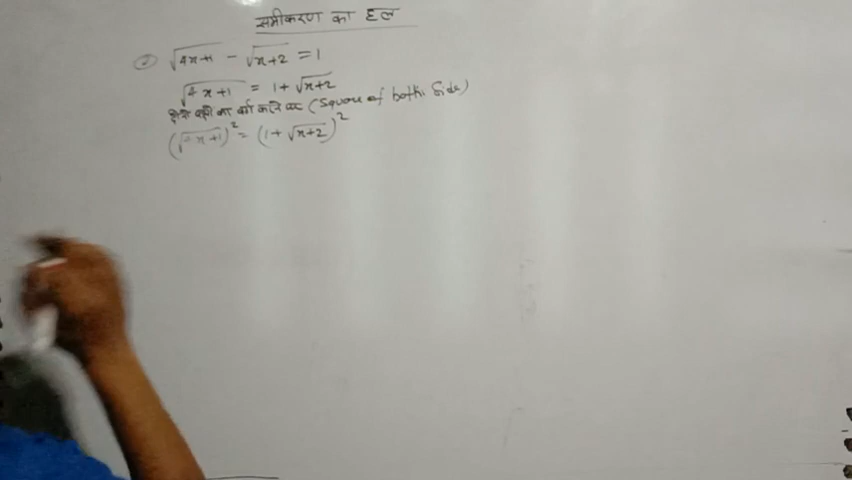 समीकरण का हल
② √4x+1 - √x+2 = 1
√4x+1 = 1+√x+2
दोनो पक्षो का वर्ग करने पर (Square of both Side)
(√4x+1)² = (1+√x+2)²